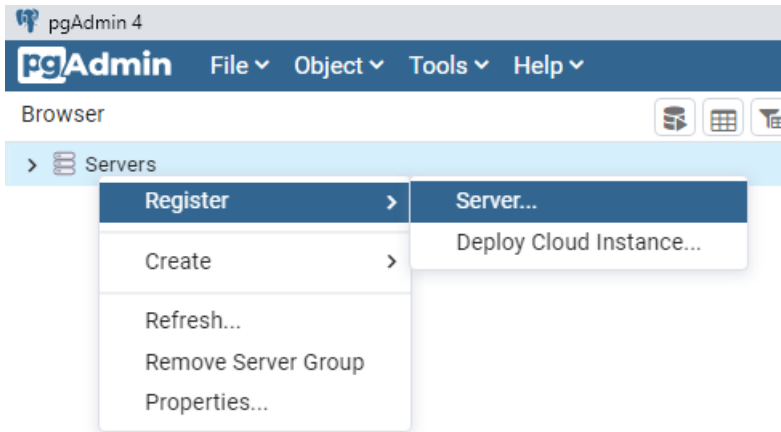 pgAdmin 4
pgAdmin File Object Tools Help
Browser
Servers
Register Server...
Deploy Cloud Instance...
Create
Refresh...
Remove Server Group
Properties...